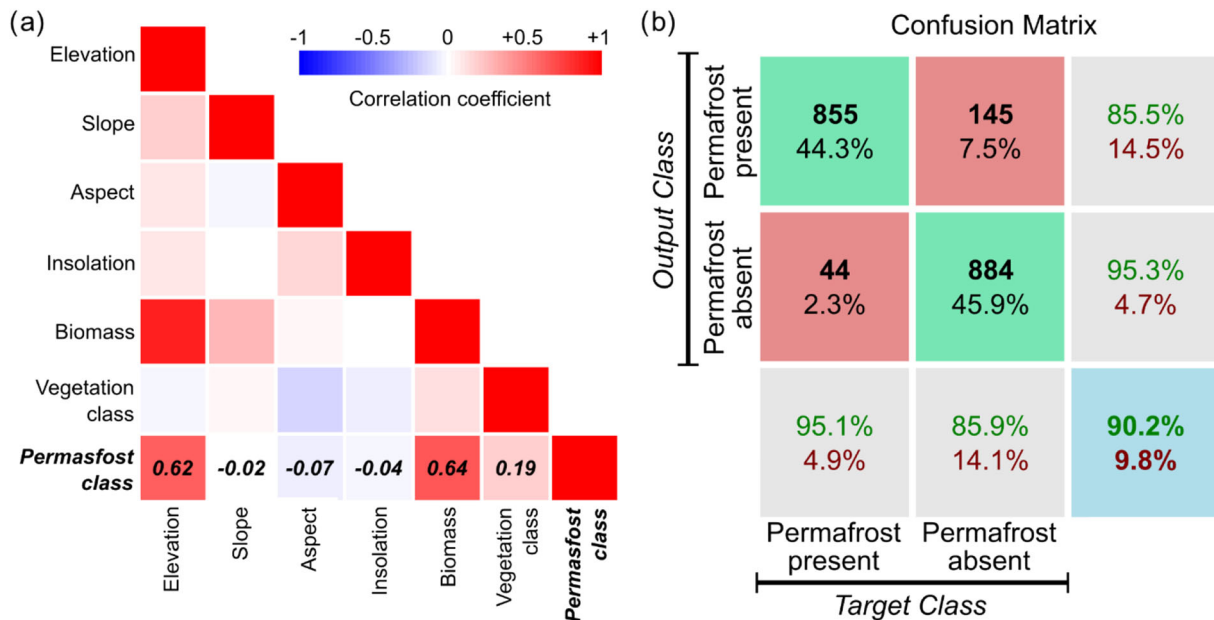 (a)
-1 -0.5 0 +0.5 +1
Correlation coefficient
Elevation
Slope
Aspect
Insolation
Biomass
Vegetation
class
Permasfost
class
0.62 -0.02 -0.07 -0.04 0.64 0.19
Elevation
Slope
Aspect
Insolation
Biomass
Vegetation
class
Permasfost
class
(b)
Confusion Matrix
Output Class
Permafrost
present
855 145 85.5%
44.3% 7.5% 14.5%
Permafrost
absent
44 884 95.3%
2.3% 45.9% 4.7%
95.1% 85.9% 90.2%
4.9% 14.1% 9.8%
Permafrost Permafrost
present absent
Target Class